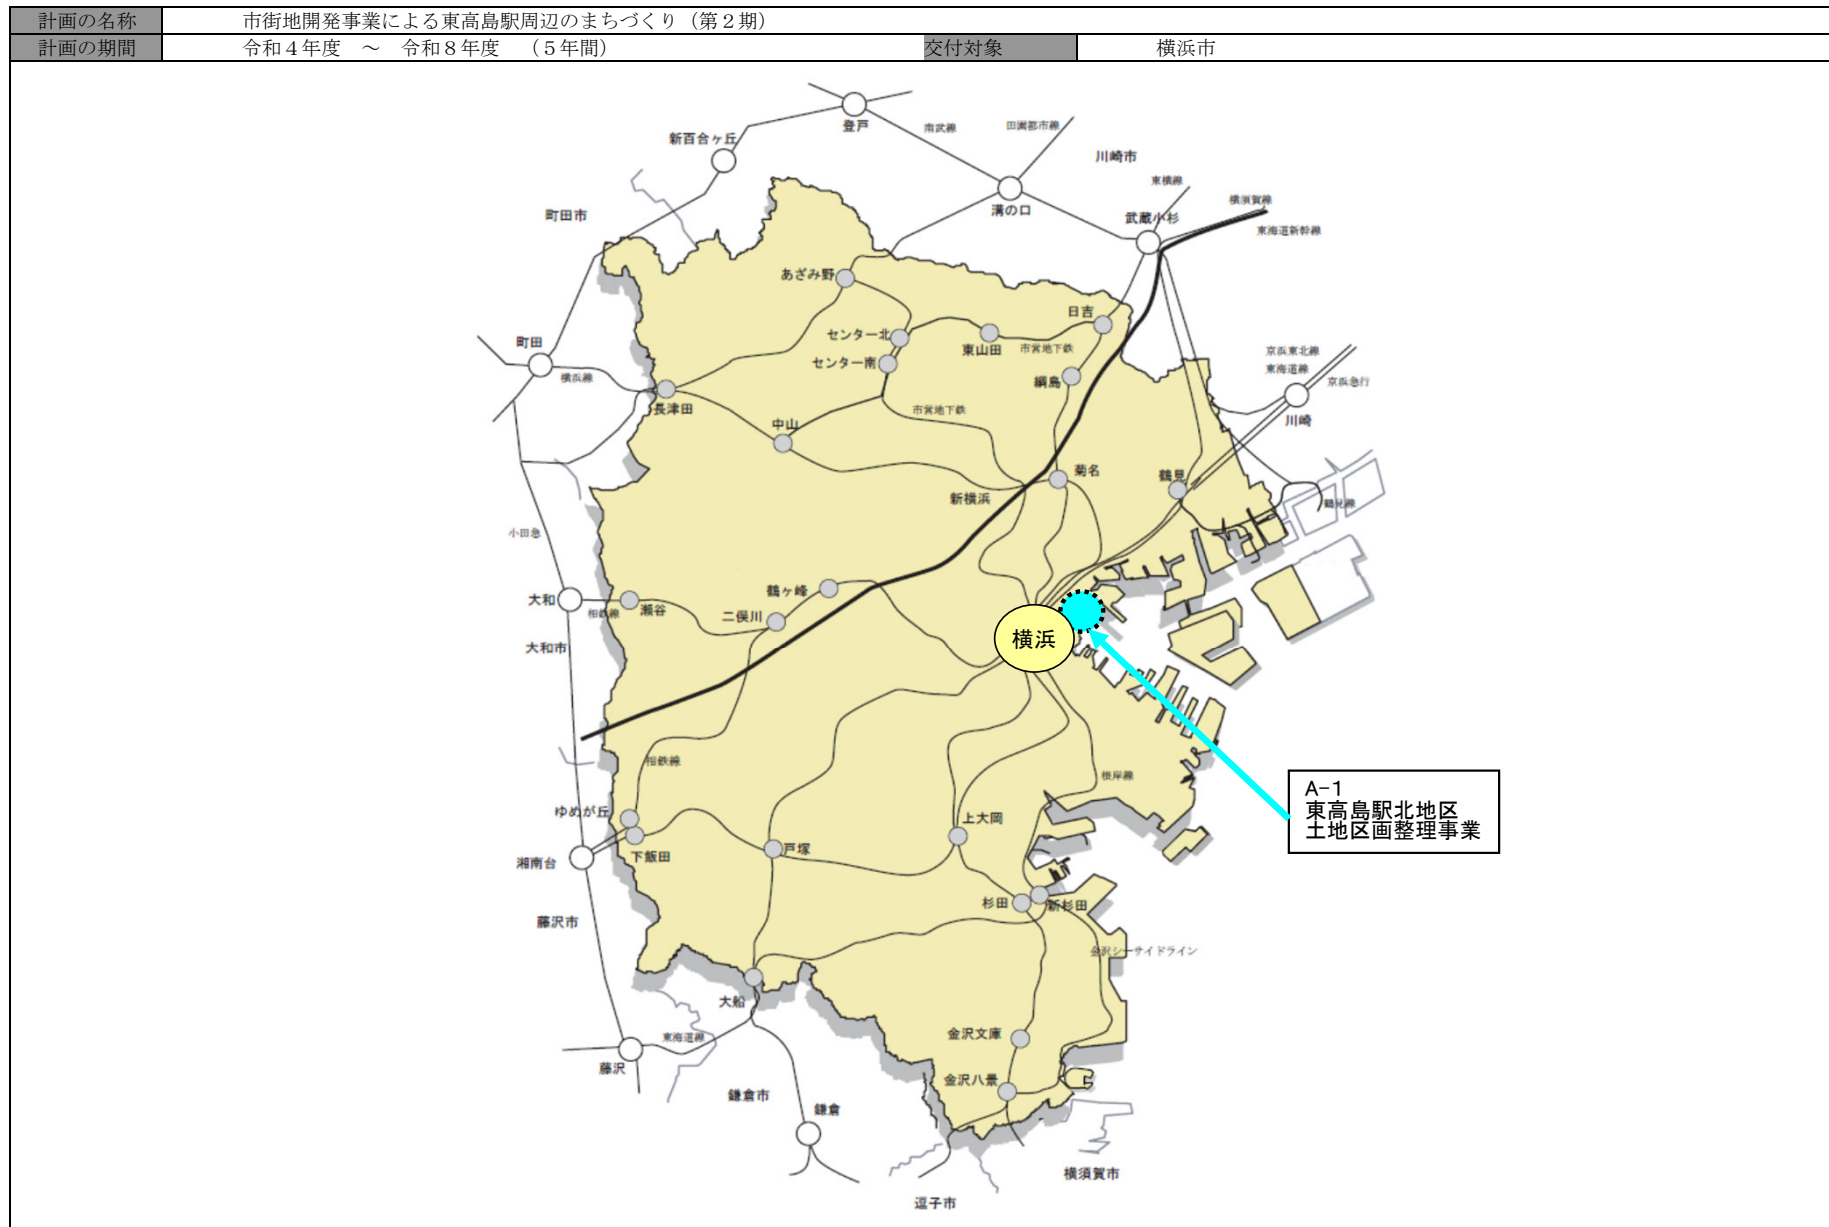 計画の名称 市街地開発事業による東高島駅周辺のまちづくり（第２期）
計画の期間 令和４年度 ～ 令和８年度 （５年間） 交付対象 横浜市
登戸
南武線
田園都市線
新百合ヶ丘
川崎市
東横線
横須賀線
町田市
溝の口
武蔵小杉
東海道新幹線
あざみ野
日吉
センター北
東山田
市営地下鉄
町田
センター南
京浜東北線
東海道線
京浜急行
横浜線
綱島
長津田
市営地下鉄
川崎
中山
菊名
鶴見
新横浜
鶴見線
小田急
鶴ヶ峰
大和
相鉄線
瀬谷
二俣川
横浜
大和市
相鉄線
根岸線
A−1
東高島駅北地区
土地区画整理事業
ゆめが丘
上大岡
湘南台
下飯田
戸塚
杉田
新杉田
藤沢市
金沢シーサイドライン
大船
東海道線
金沢文庫
藤沢
金沢八景
鎌倉市
鎌倉
横須賀市
逗子市